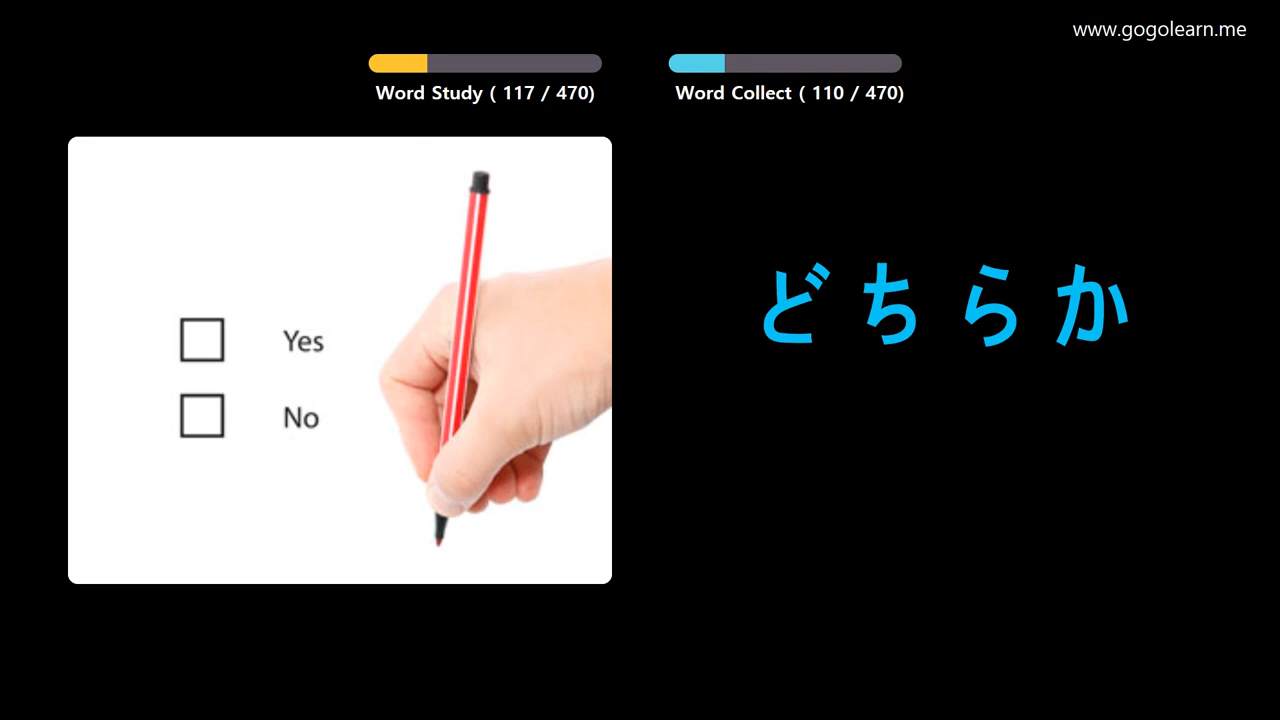 www.gogolearn.me
Word Study ( 117 / 470)
Word Collect ( 110 / 470)
どちらか
Yes
No